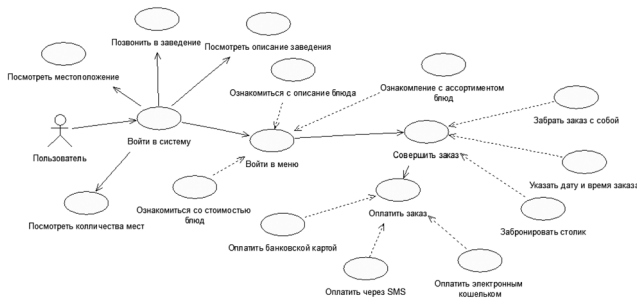 Позвонить в заведение
Посмотреть описание заведения
Посмотреть местоположение
Ознакомиться с описание блюда
Ознакомление с ассортиментом
блюд
Забрать заказ с собой
Пользователь
Войти в систему
Войти в меню
Совершить заказ
Указать дату и время заказа
Посмотреть колличества мест
Ознакомиться со стоимостью
блюд
Оплатить заказ
Забронировать столик
Оплатить банковской картой
Оплатить через SMS
Оплатить электронным
кошельком